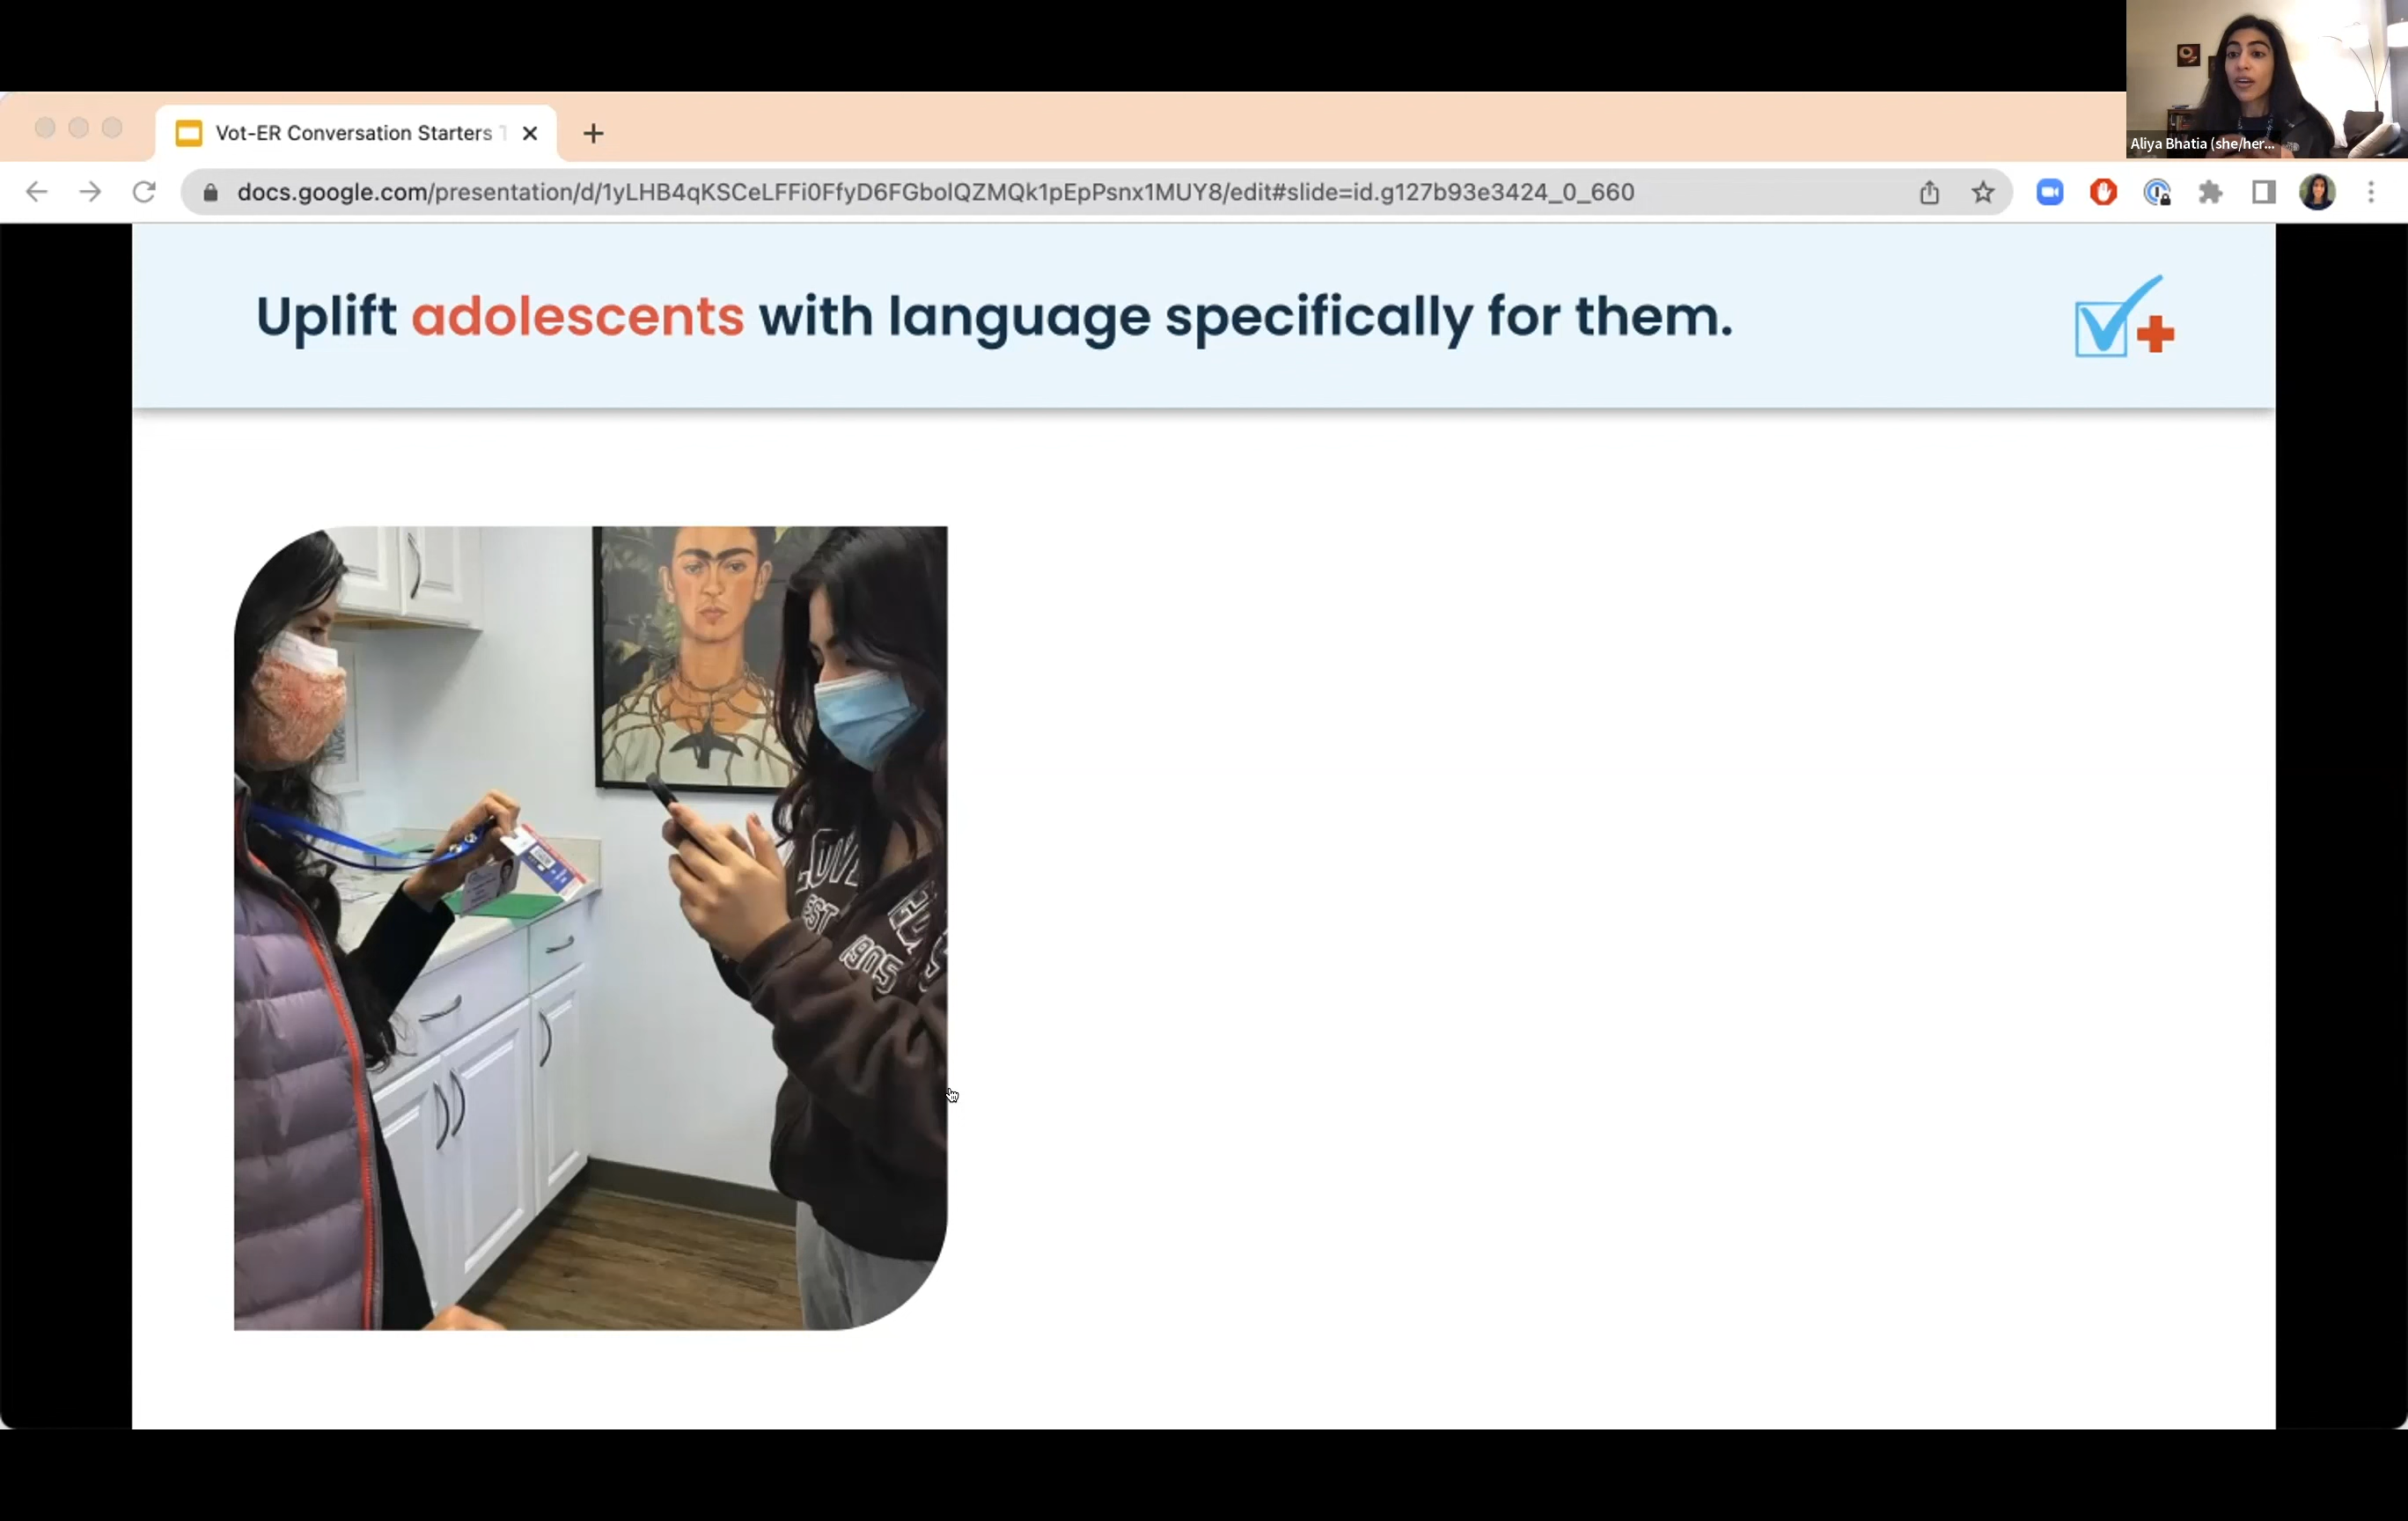 Vot-ER Conversation Starters
docs.google.com/presentation/d/1yLHB4qKSCeLFFi0FfyD6FGbolQZMQk1pEpPsnx1MUY8/edit#slide=id.g127b93e3424_0_660
Aliya Bhatia (she/her...
Uplift adolescents with language specifically for them.
1905